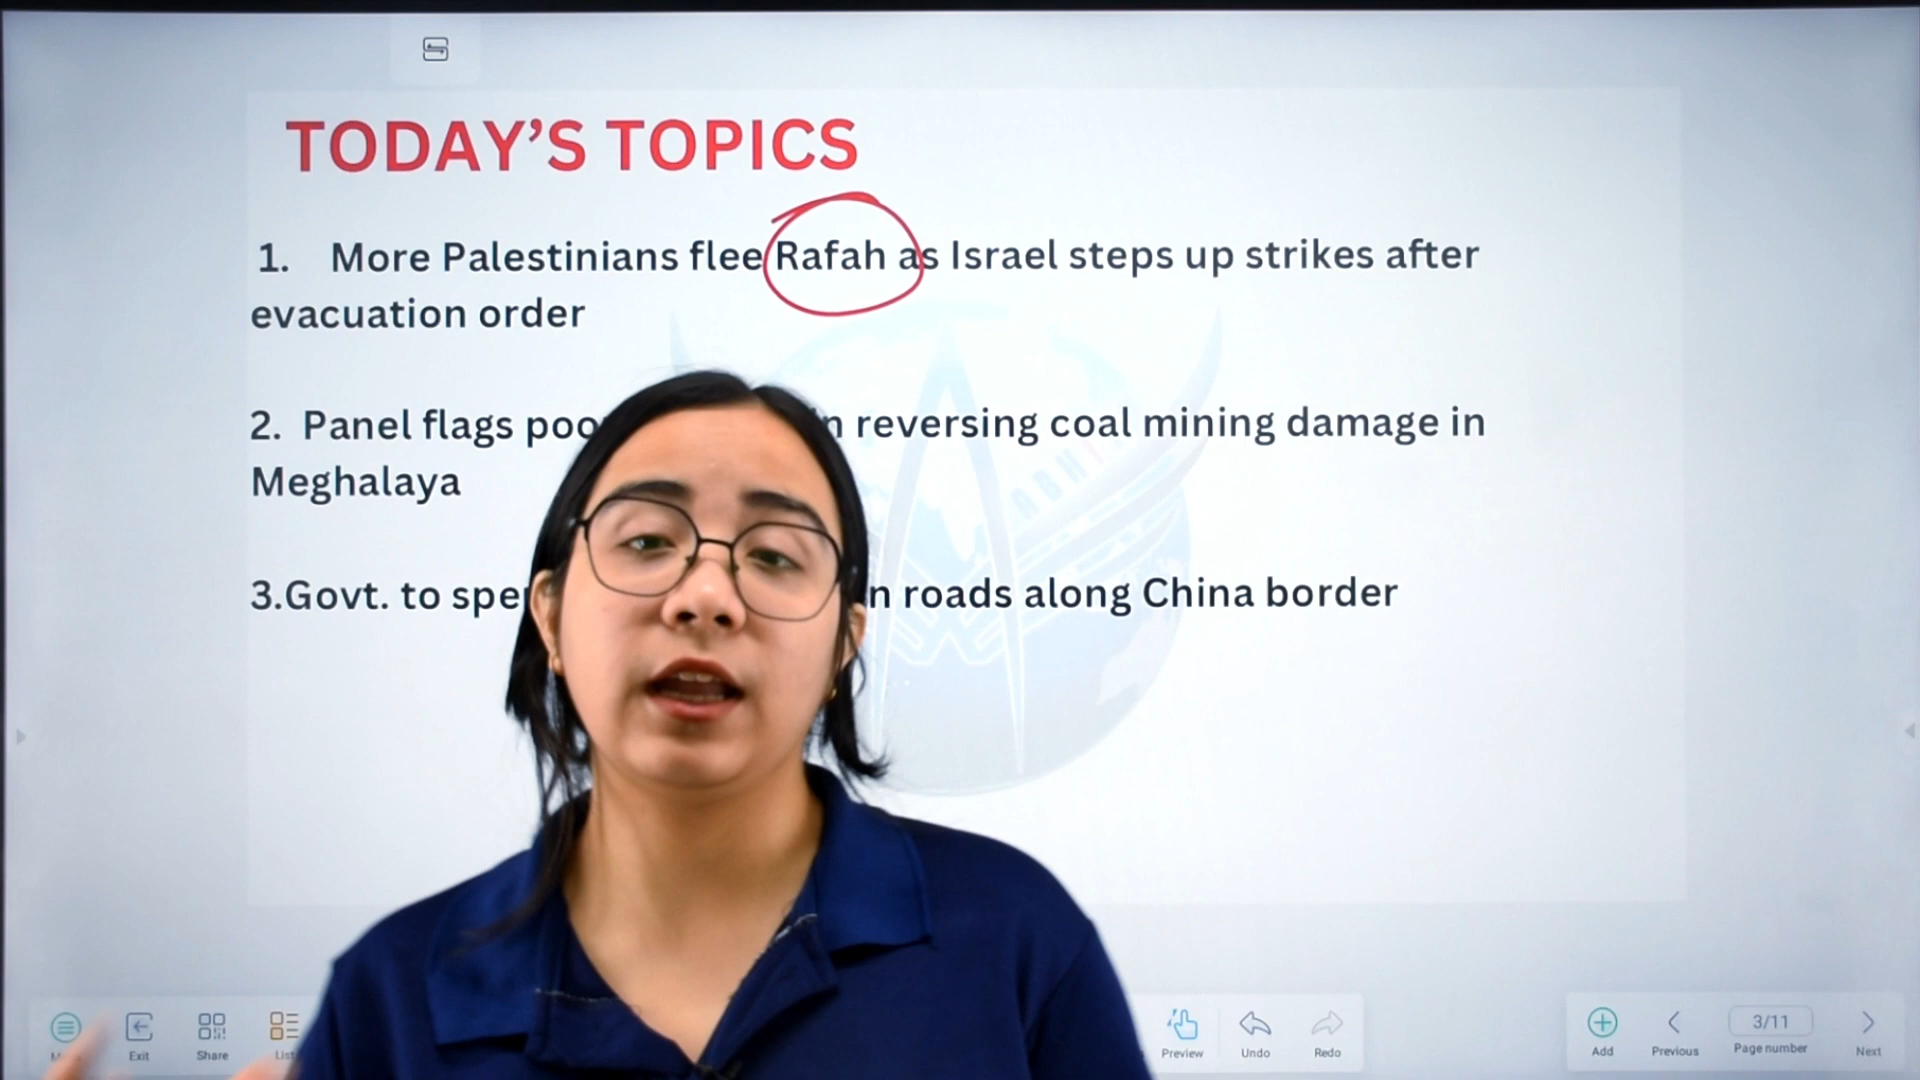 TODAY'S TOPICS
1. More Palestinians flee Rafah as Israel steps up strikes after
evacuation order
2. Panel flags in reversing coal mining damage in
Meghalaya
3.Govt. to roads along China border
Exit Share List Preview Undo Redo Add Previous 3/11 Page number Next